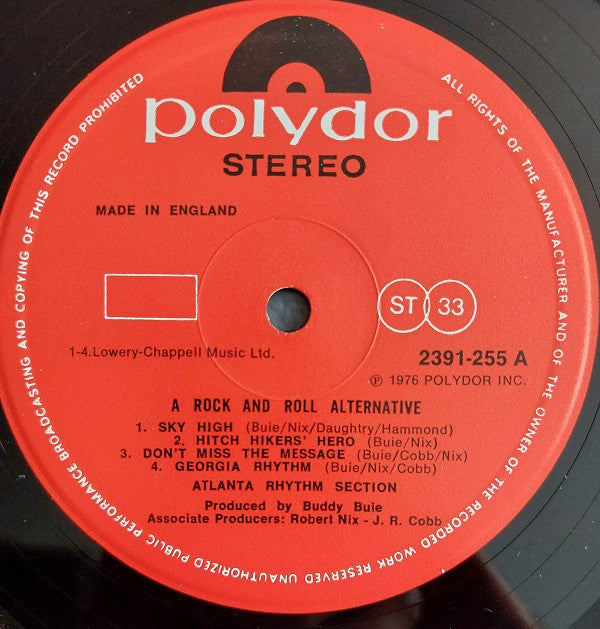 polydor
STEREO
MADE IN ENGLAND
ST 33
1-4.Lowery-Chappell Music Ltd.
2391-255 A
℗ 1976 POLYDOR INC.
A ROCK AND ROLL ALTERNATIVE
1. SKY HIGH (Buie/Nix/Daughtry/Hammond)
2. HITCH HIKERS' HERO (Buie/Nix)
3. DON'T MISS THE MESSAGE (Buie/Cobb/Nix)
4. GEORGIA RHYTHM (Buie/Nix/Cobb)
ATLANTA RHYTHM SECTION
Produced by Buddy Buie
Associate Producers: Robert Nix - J. R. Cobb
ALL RIGHTS OF THE MANUFACTURER AND OF THE OWNER OF THE RECORDED WORK RESERVED UNAUTHORIZED PUBLIC PERFORMANCE BROADCASTING AND COPYING OF THIS RECORD PROHIBITED